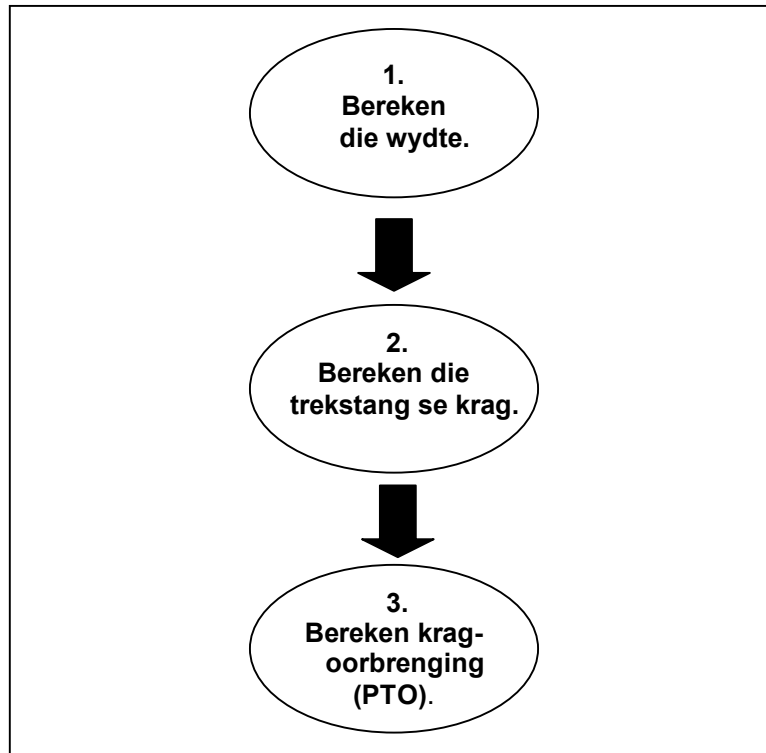 1.
Bereken
die wydte.
2.
Bereken die
trekstang se krag.
3.
Bereken krag-
oorbrenging
(PTO).